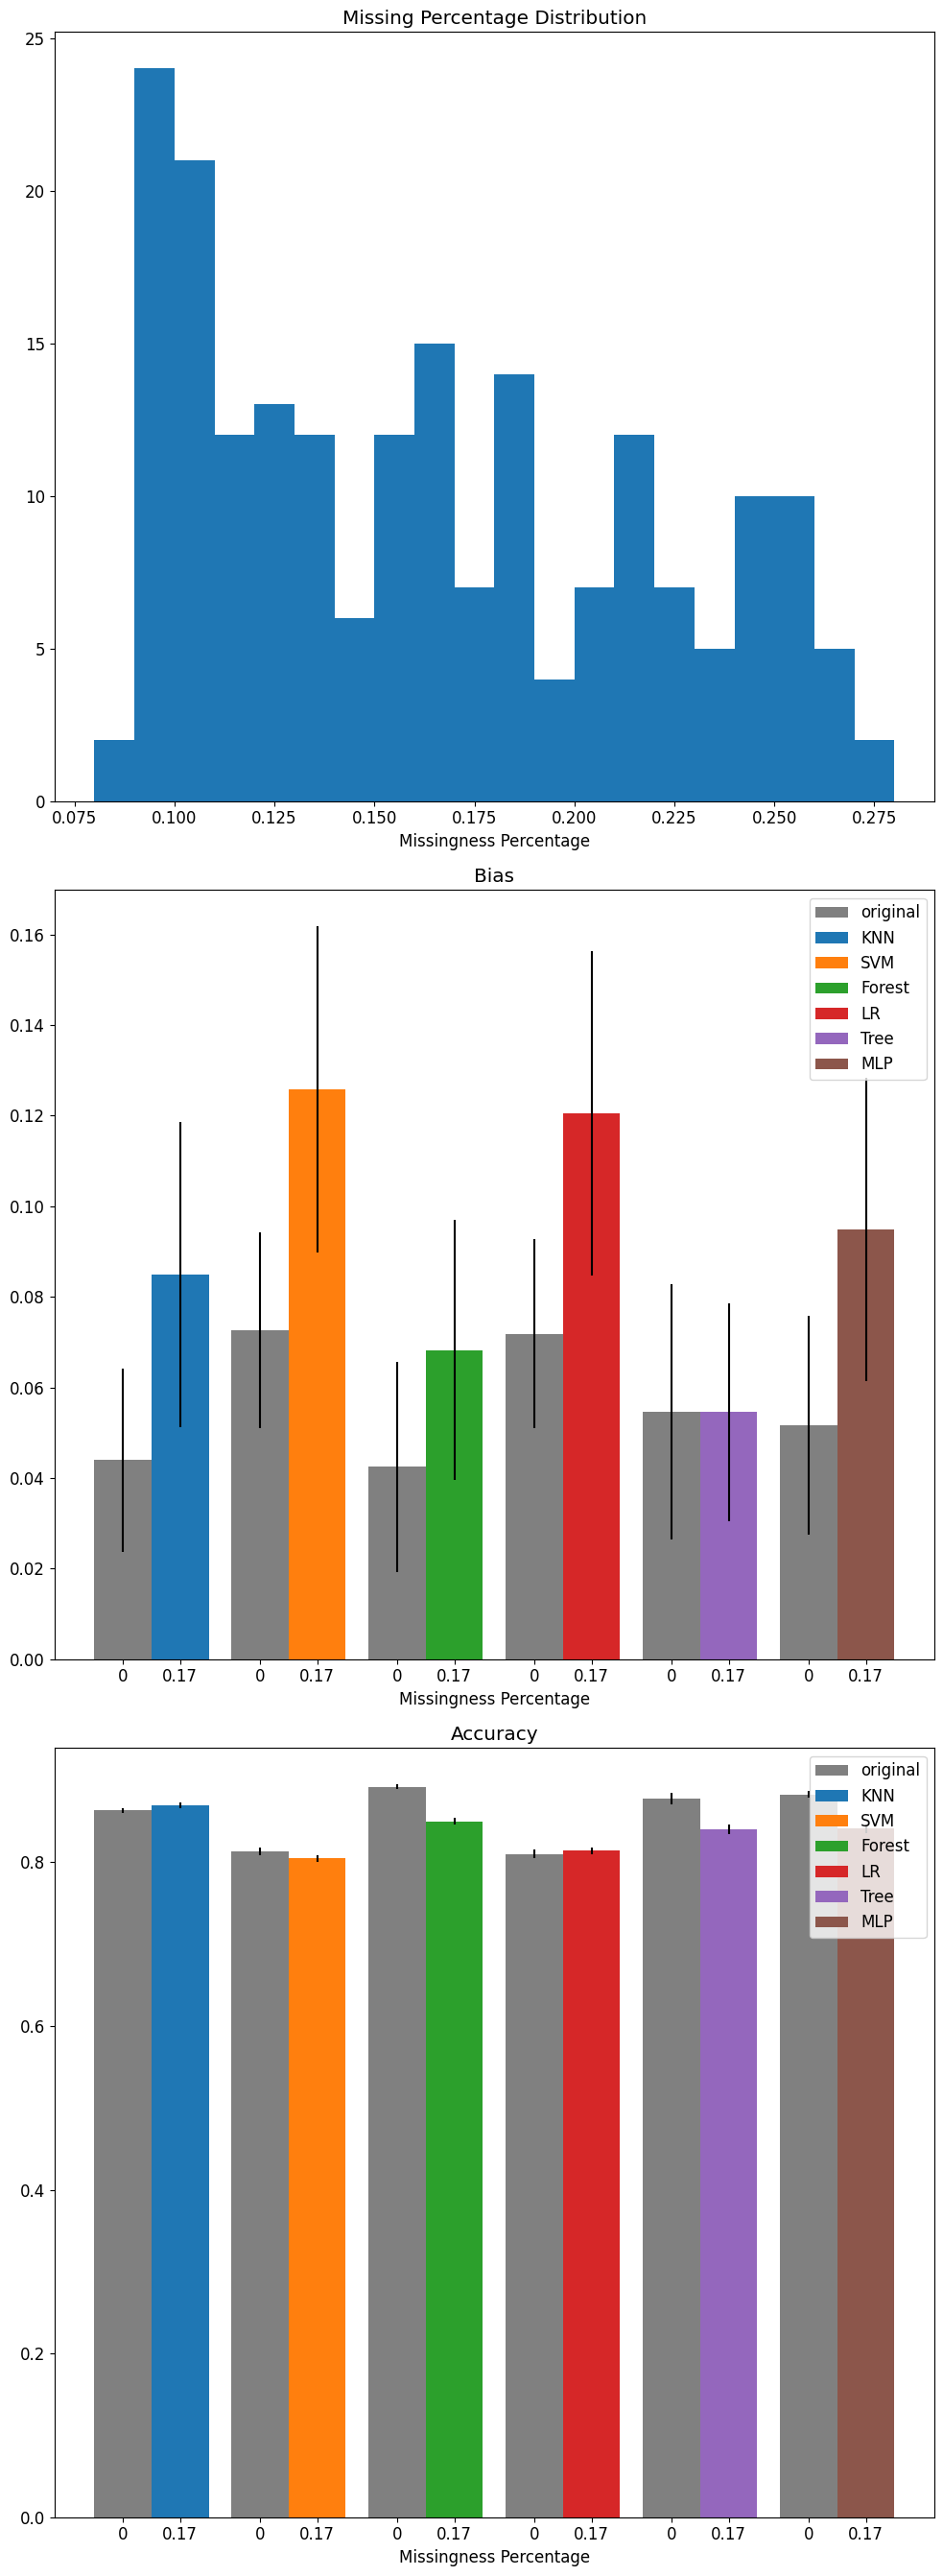 Missing Percentage Distribution
25
20
15
10
5
0
0.075 0.100 0.125 0.150 0.175 0.200 0.225 0.250 0.275
Missingness Percentage
Bias
0.16
0.14
0.12
0.10
0.08
0.06
0.04
0.02
0.00
original
KNN
SVM
Forest
LR
Tree
MLP
0 0.17 0 0.17 0 0.17 0 0.17 0 0.17 0 0.17
Missingness Percentage
Accuracy
0.8
0.6
0.4
0.2
0.0
original
KNN
SVM
Forest
LR
Tree
MLP
0 0.17 0 0.17 0 0.17 0 0.17 0 0.17 0 0.17
Missingness Percentage